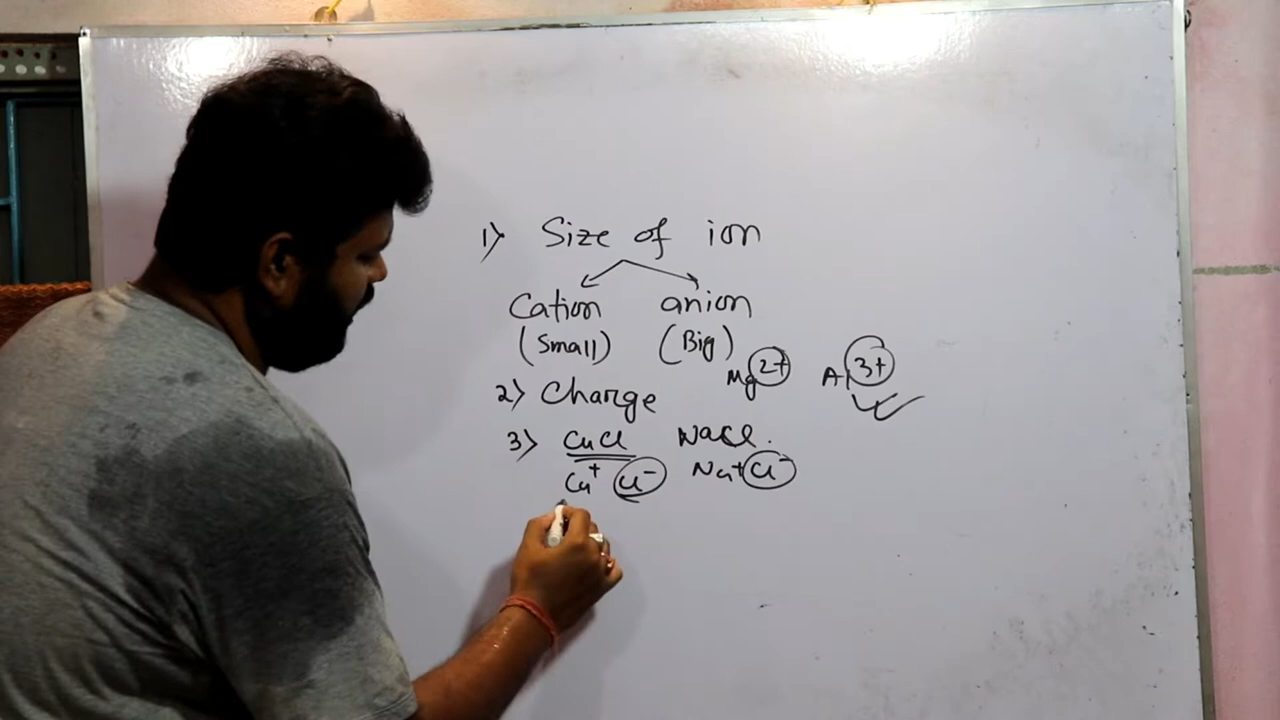 1) Size of ion
Cation anion
(Small) (Big)
Mg2+ Al3+
2) Charge
3) CuCl NaCl.
Cu+ Cl- Na+ Cl-